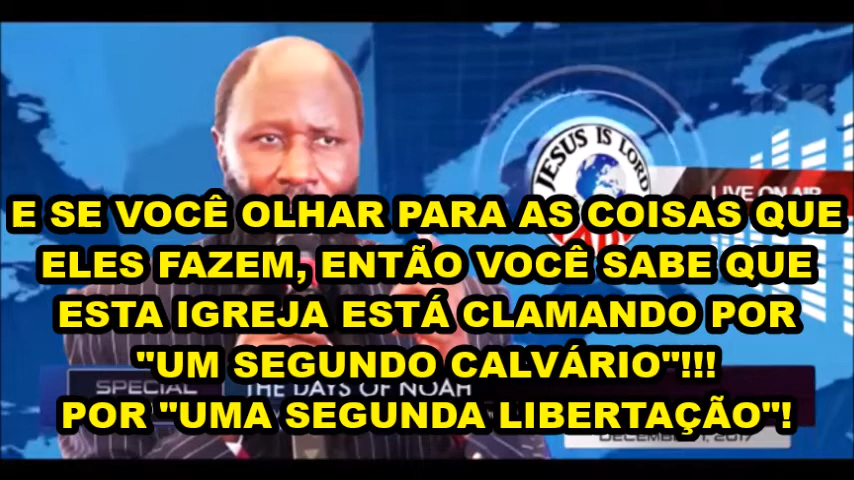 JESUS IS LORD
LIVE ON AIR
E SE VOCÊ OLHAR PARA AS COISAS QUE
ELES FAZEM, ENTÃO VOCÊ SABE QUE
ESTA IGREJA ESTÁ CLAMANDO POR
"UM SEGUNDO CALVÁRIO"!!!
SPECIAL THE DAYS OF NOAH
POR "UMA SEGUNDA LIBERTAÇÃO"!
2017